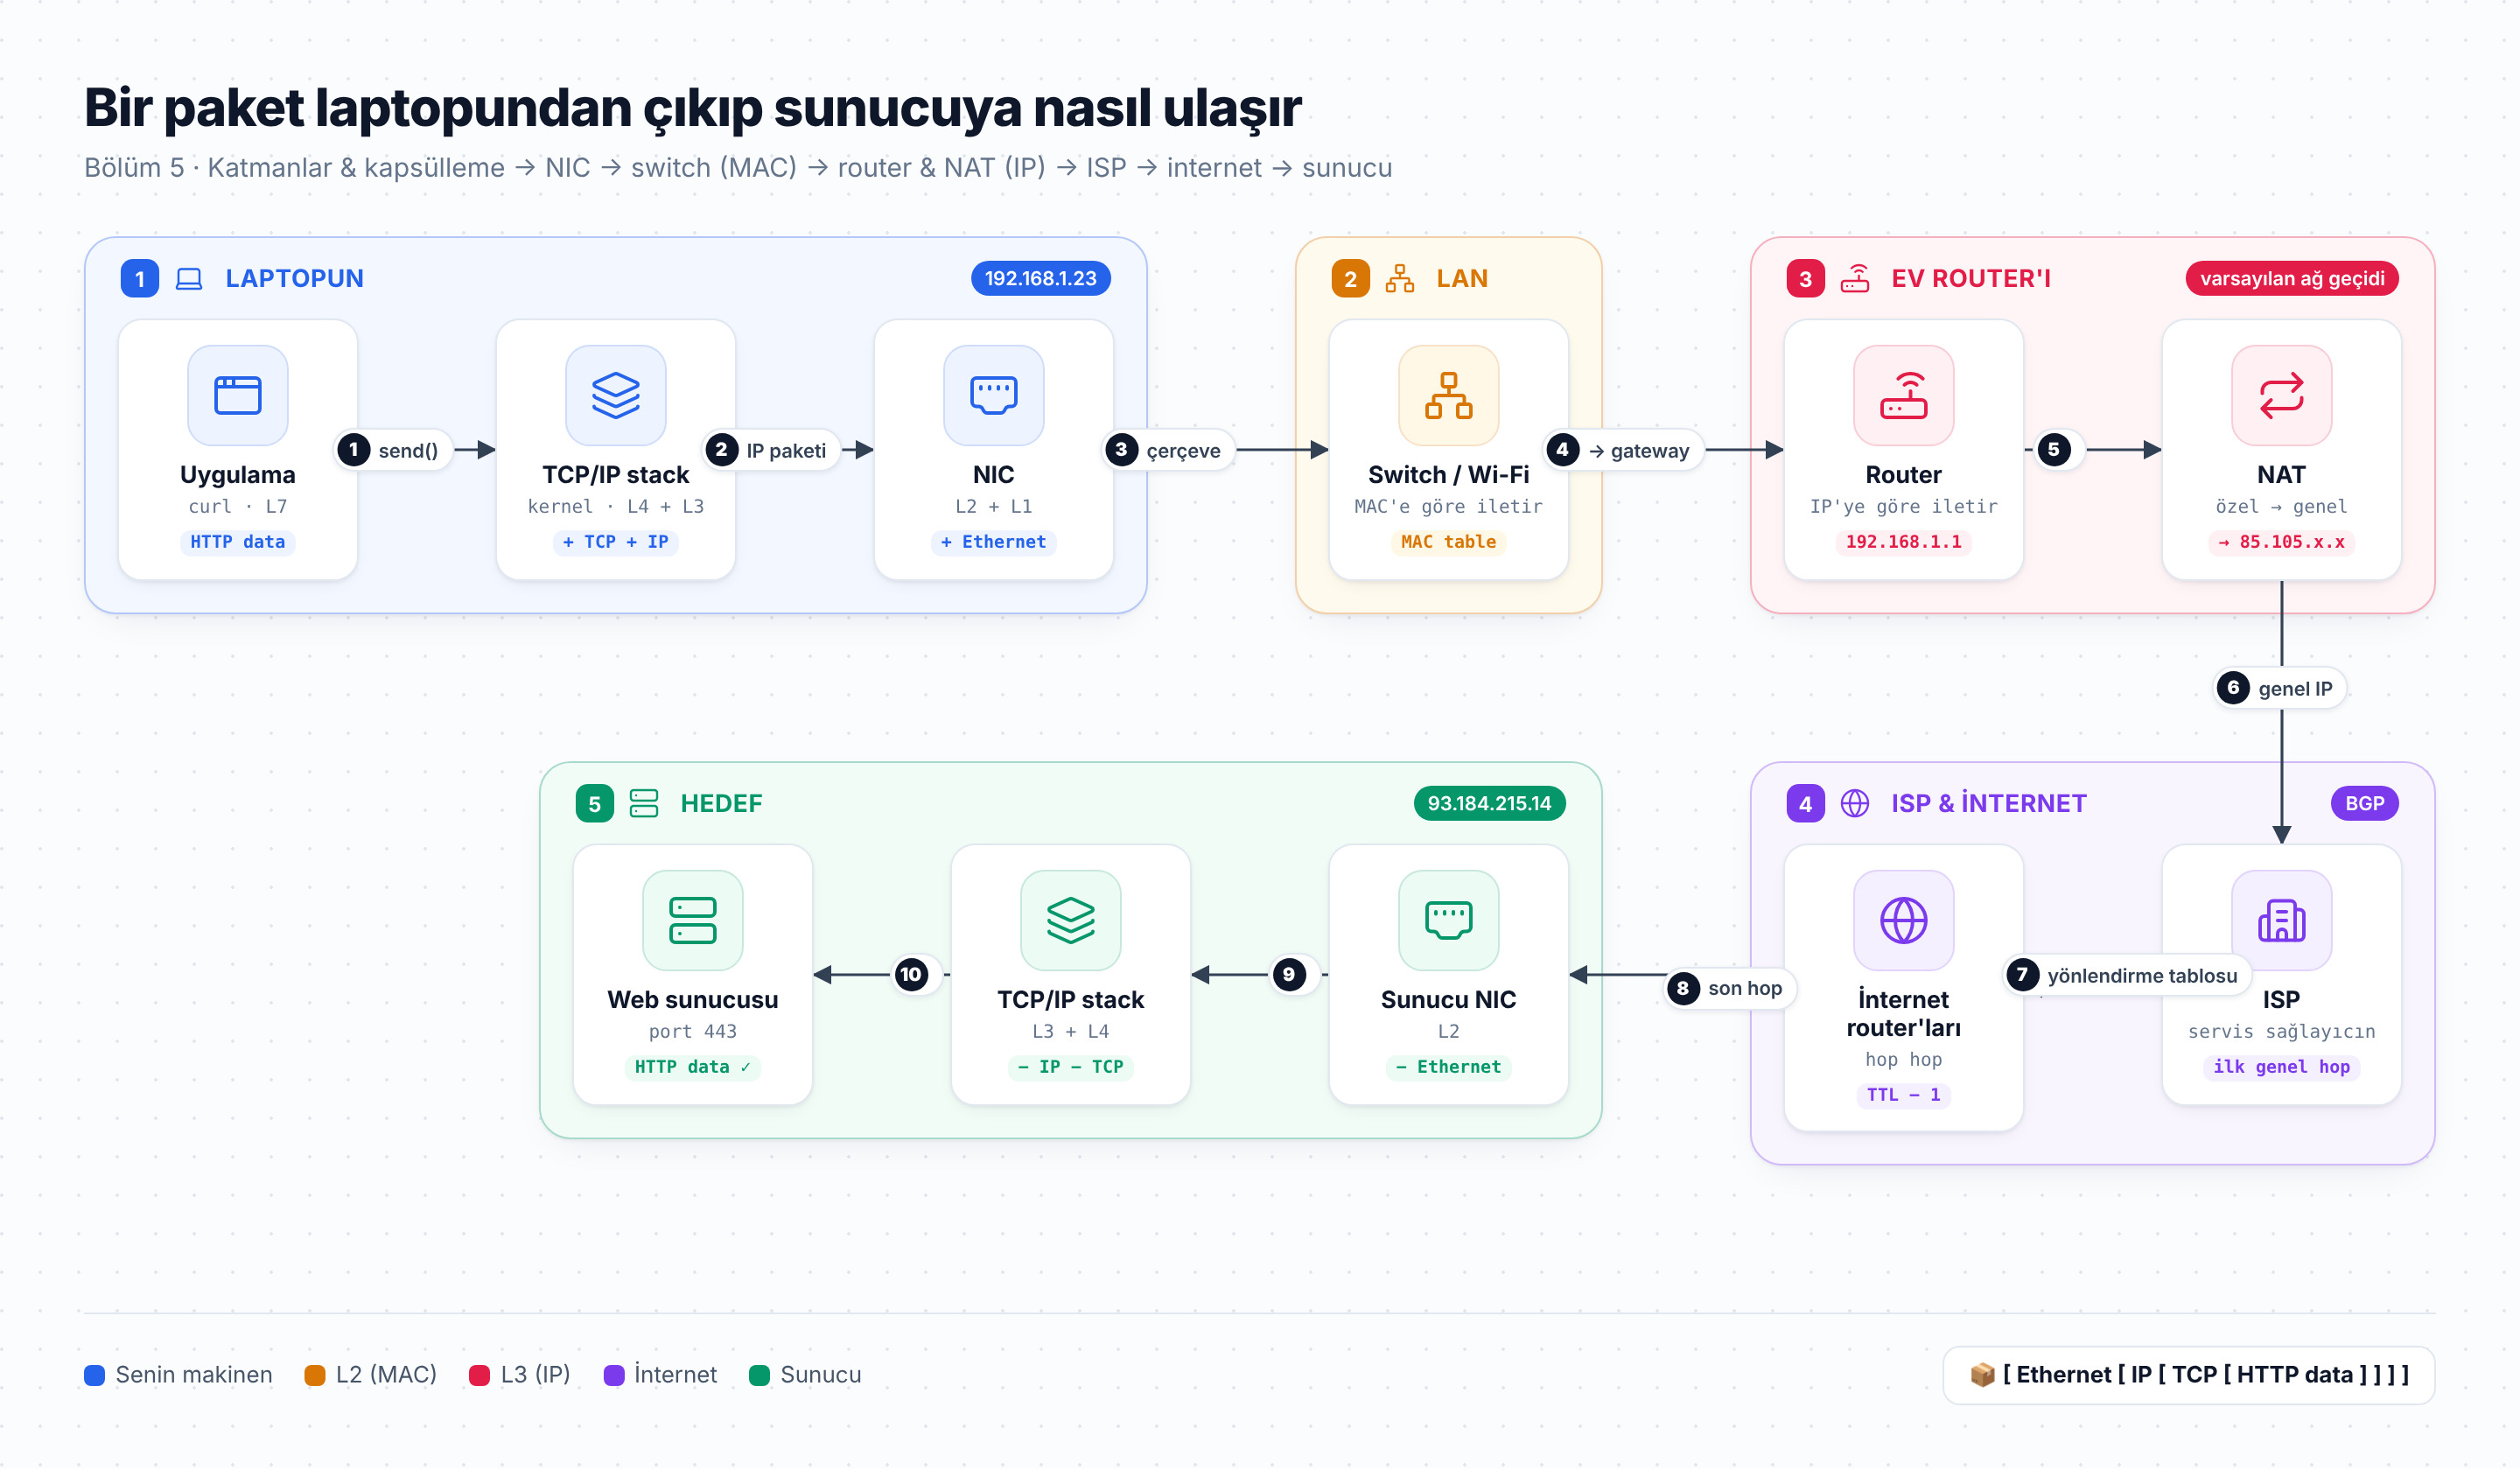 Bir paket laptopundan çıkıp sunucuya nasıl ulaşır
Bölüm 5 · Katmanlar & kapsülleme → NIC → switch (MAC) → router & NAT (IP) → ISP → internet → sunucu
1 LAPTOPUN 192.168.1.23
Uygulama
curl · L7
HTTP data
1 send()
TCP/IP stack
kernel · L4 + L3
+ TCP + IP
2 IP paketi
NIC
L2 + L1
+ Ethernet
3 çerçeve
2 LAN
Switch / Wi-Fi
MAC'e göre iletir
MAC table
4 → gateway
3 EV ROUTER'I varsayılan ağ geçidi
Router
IP'ye göre iletir
192.168.1.1
5
NAT
özel → genel
→ 85.105.x.x
6 genel IP
4 ISP & İNTERNET BGP
ISP
servis sağlayıcın
ilk genel hop
7 yönlendirme tablosu
İnternet
router'ları
hop hop
TTL − 1
8 son hop
5 HEDEF 93.184.215.14
Sunucu NIC
L2
− Ethernet
9
TCP/IP stack
L3 + L4
− IP − TCP
10
Web sunucusu
port 443
HTTP data ✓
Senin makinen
L2 (MAC)
L3 (IP)
İnternet
Sunucu
📦 [ Ethernet [ IP [ TCP [ HTTP data ] ] ] ]